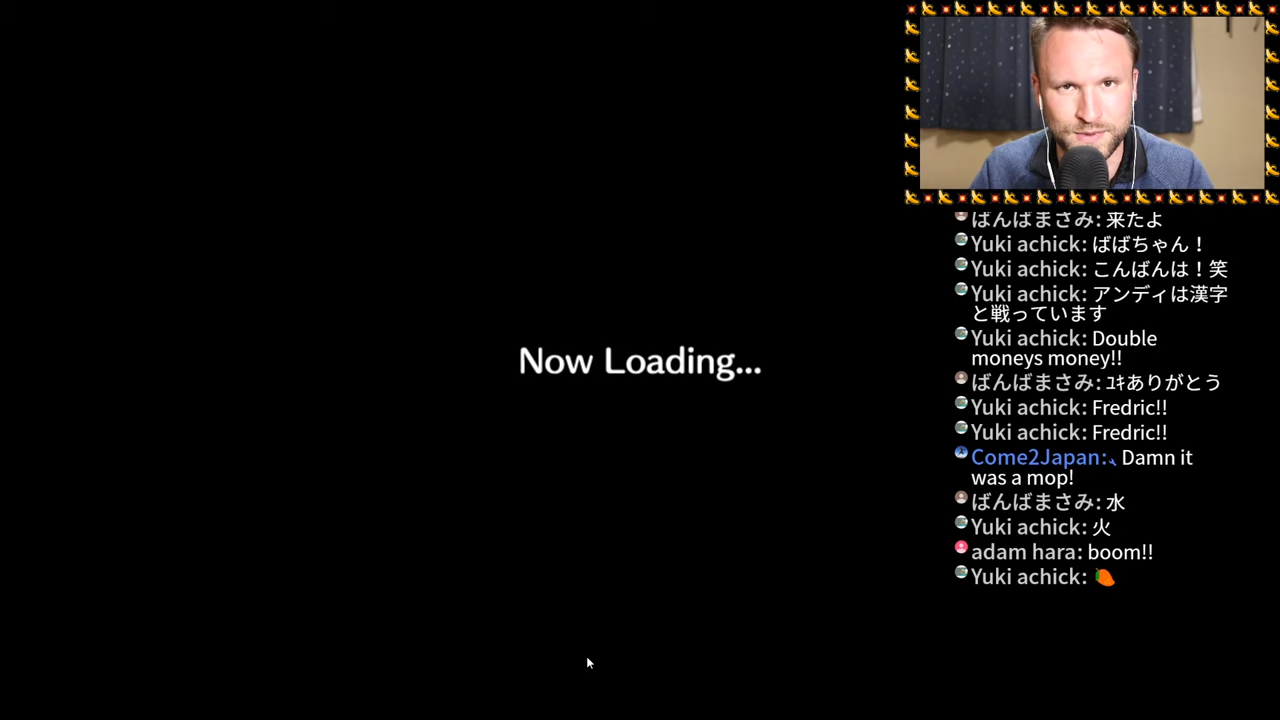 Now Loading...
ばんばまさみ: 来たよ
Yuki achick: ばばちゃん！
Yuki achick: こんばんは！笑
Yuki achick: アンディは漢字
と戦っています
Yuki achick: Double
moneys money!!
ばんばまさみ: ﾕｷありがとう
Yuki achick: Fredric!!
Yuki achick: Fredric!!
Come2Japan:、Damn it
was a mop!
ばんばまさみ: 水
Yuki achick: 火
adam hara: boom!!
Yuki achick: 🥭